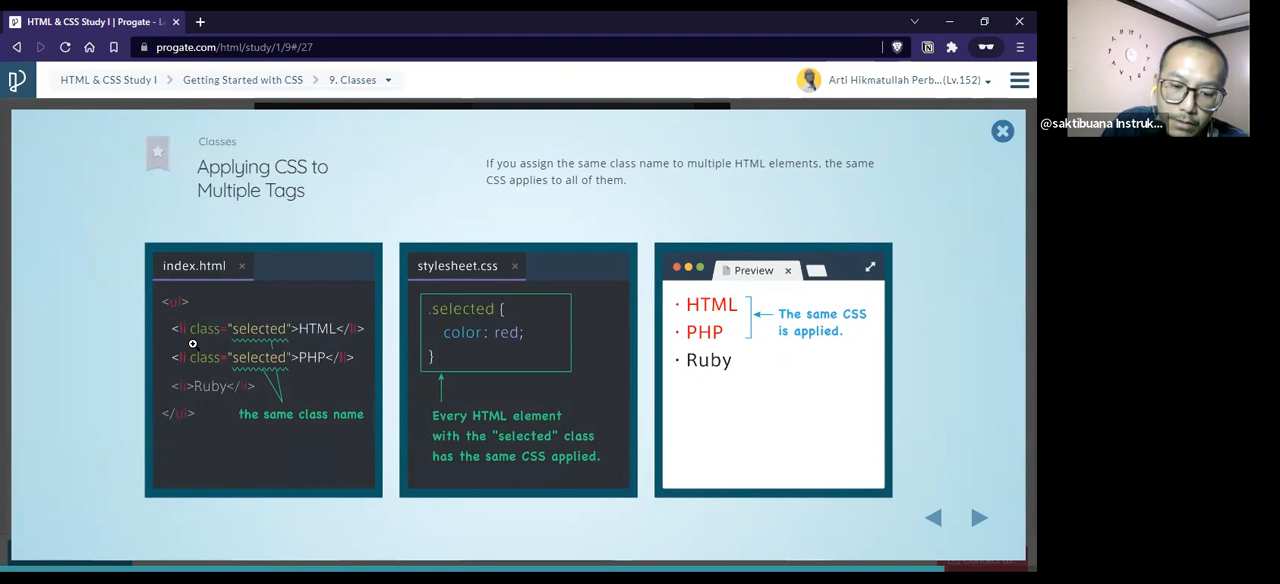 HTML & CSS Study I | Progate - Le
progate.com/html/study/1/9#/27
HTML & CSS Study I
Getting Started with CSS
9. Classes
Arti Hikmatullah Perb...(Lv.152)
@saktibuana Instruk...
Classes
Applying CSS to
Multiple Tags
If you assign the same class name to multiple HTML elements, the same
CSS applies to all of them.
index.html
<ul>
<li class="selected">HTML</li>
<li class="selected">PHP</li>
<li>Ruby</li>
</ul>
the same class name
stylesheet.css
.selected {
color: red;
}
Every HTML element
with the "selected" class
has the same CSS applied.
Preview
· HTML
· PHP
· Ruby
The same CSS
is applied.